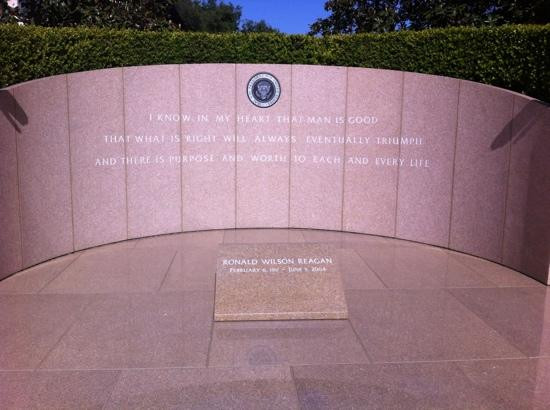 I KNOW IN MY HEART THAT MAN IS GOOD
THAT WHAT IS RIGHT WILL ALWAYS EVENTUALLY TRIUMPH
AND THERE IS PURPOSE AND WORTH TO EACH AND EVERY LIFE
RONALD WILSON REAGAN
FEBRUARY 6, 1911 – JUNE 5, 2004